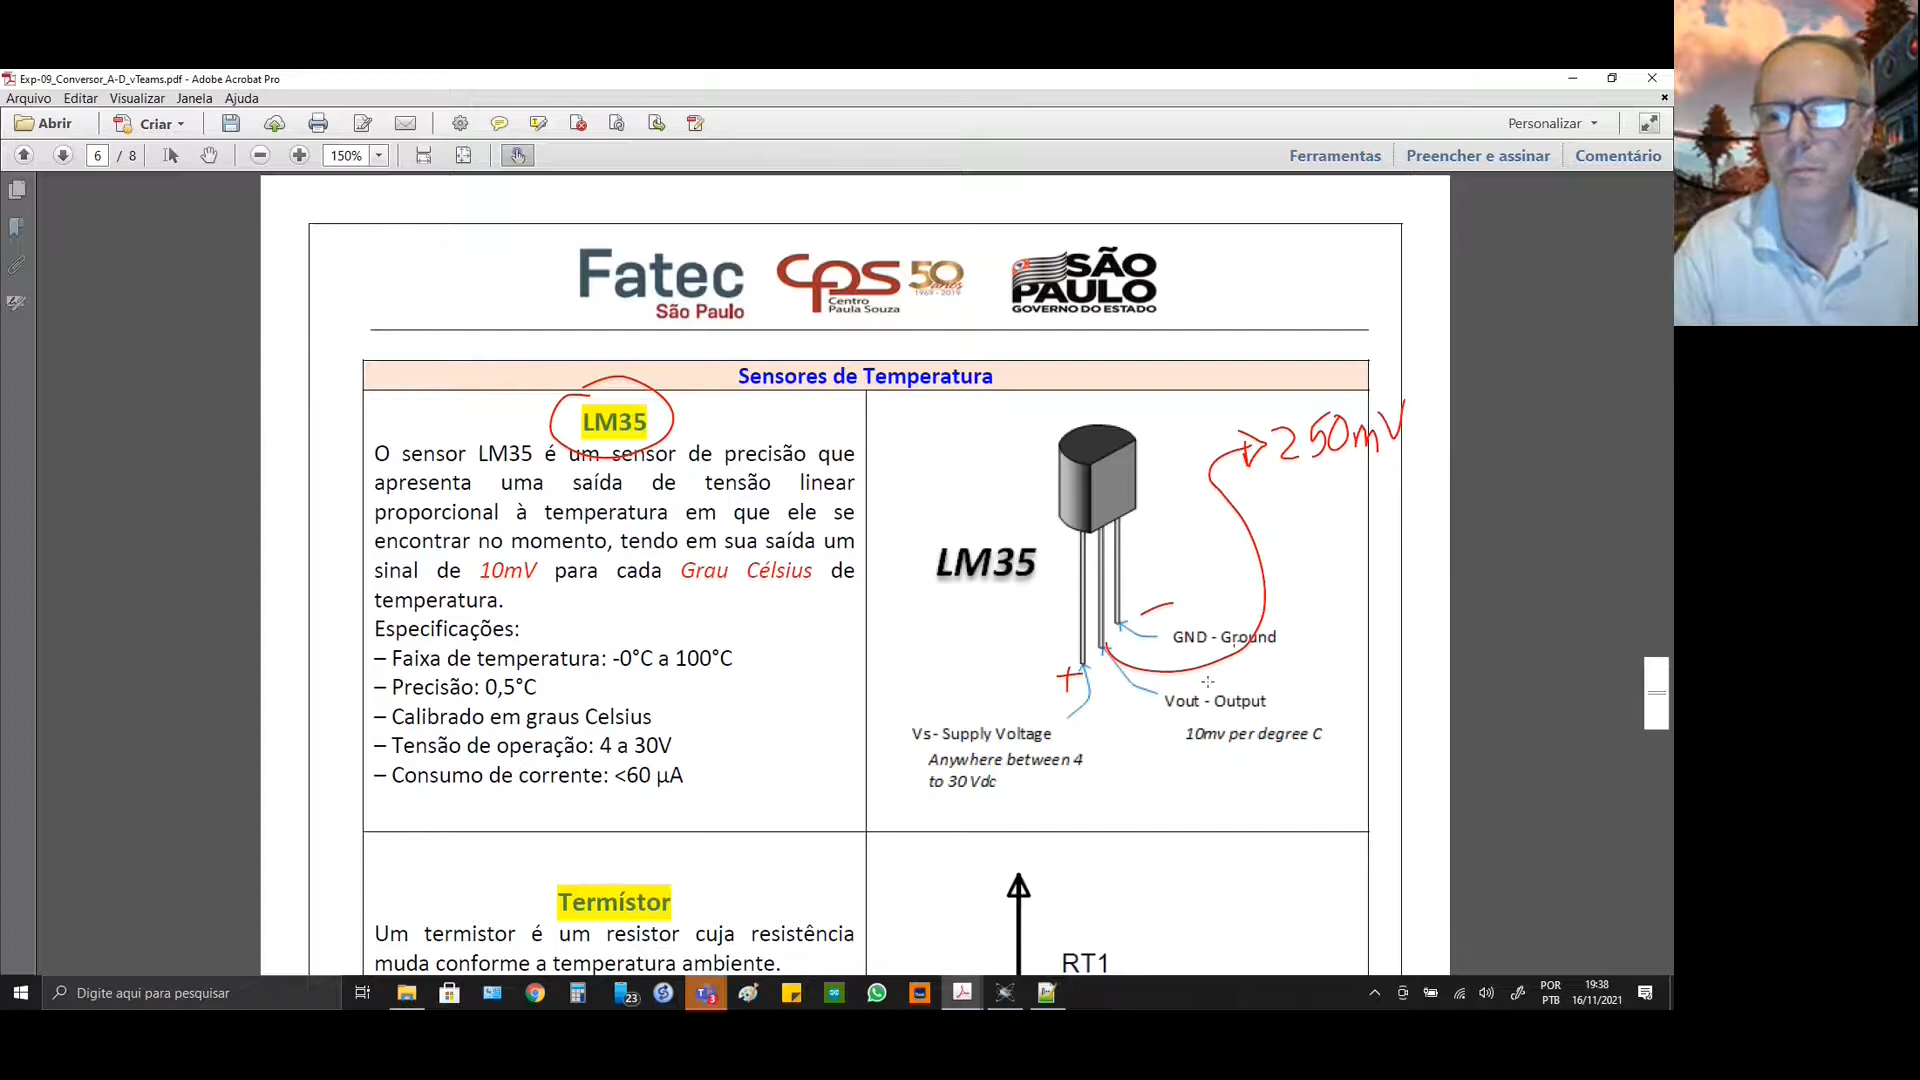 Exp-09_Conversor_A-D_vTeams.pdf - Adobe Acrobat Pro
Arquivo Editar Visualizar Janela Ajuda
Abrir Criar Personalizar
6 / 8 150% Ferramentas Preencher e assinar Comentário
Fatec
São Paulo
CPS
Centro
Paula Souza
50
anos
1969 - 2019
SÃO
PAULO
GOVERNO DO ESTADO
Sensores de Temperatura
LM35
O sensor LM35 é um sensor de precisão que
apresenta uma saída de tensão linear
proporcional à temperatura em que ele se
encontrar no momento, tendo em sua saída um
sinal de 10mV para cada Grau Célsius de
temperatura.
Especificações:
– Faixa de temperatura: -0°C a 100°C
– Precisão: 0,5°C
– Calibrado em graus Celsius
– Tensão de operação: 4 a 30V
– Consumo de corrente: <60 µA
250mV
LM35
–
GND - Ground
+
Vout - Output
10mv per degree C
Vs- Supply Voltage
Anywhere between 4
to 30 Vdc
Termístor
Um termistor é um resistor cuja resistência
muda conforme a temperatura ambiente.
RT1
Digite aqui para pesquisar
23
3
POR
PTB
19:38
16/11/2021